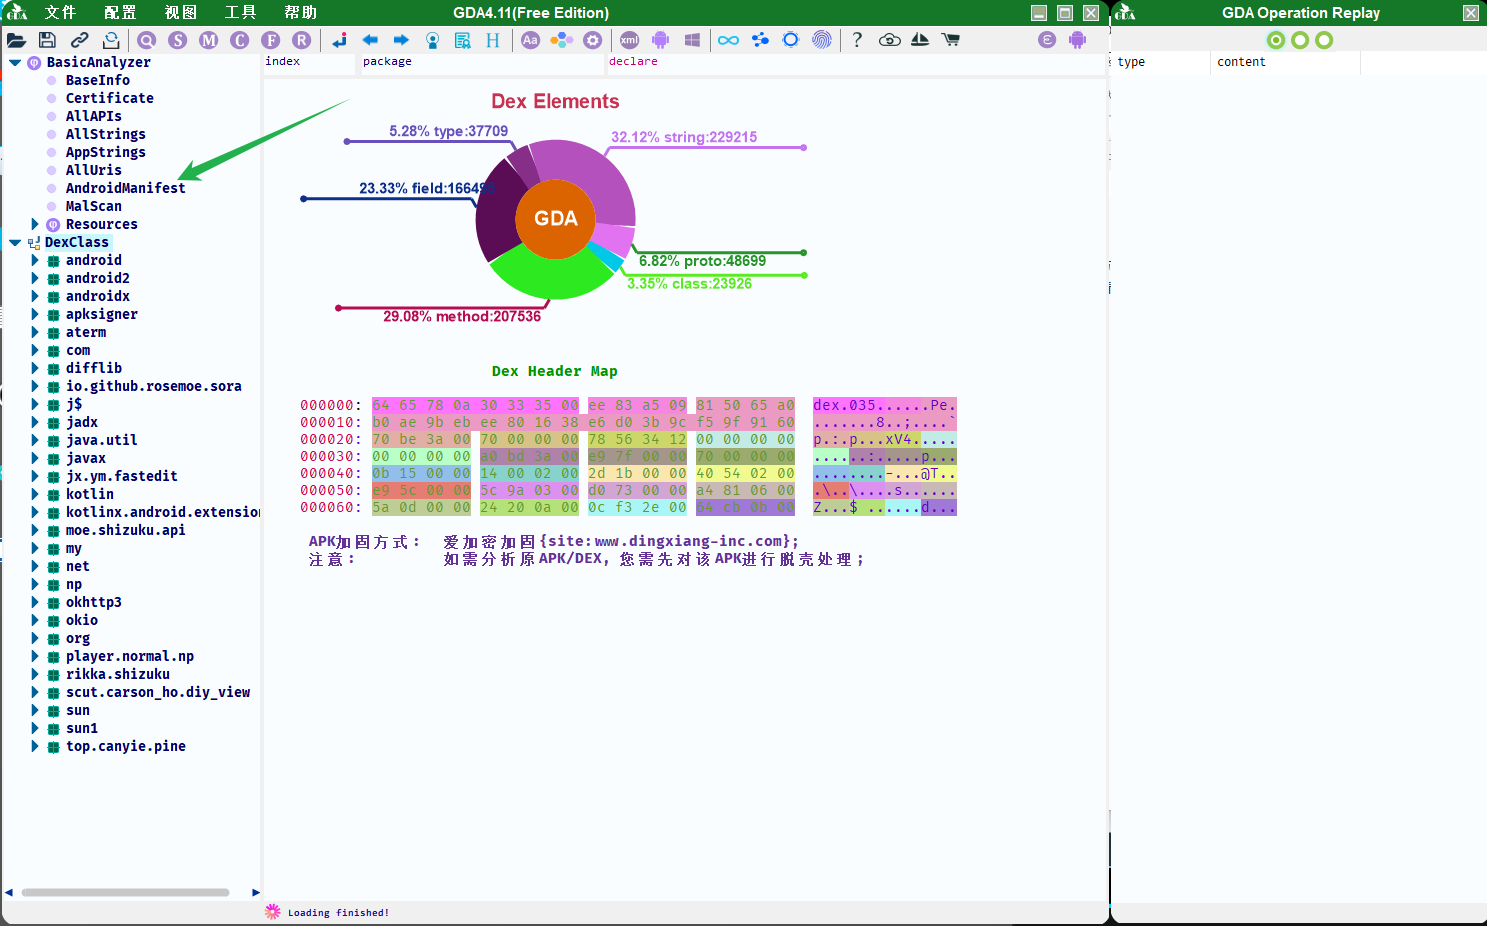 GDA 文件 配置 视图 工具 帮助 GDA4.11(Free Edition)
GDA GDA Operation Replay
Q S M C F R H Aa xml ? ε
index package declare
type content
BasicAnalyzer
BaseInfo
Certificate
AllAPIs
AllStrings
AppStrings
AllUris
AndroidManifest
MalScan
Resources
DexClass
android
android2
androidx
apksigner
aterm
com
difflib
io.github.rosemoe.sora
j$
jadx
java.util
javax
jx.ym.fastedit
kotlin
kotlinx.android.extension
moe.shizuku.api
my
net
np
okhttp3
okio
org
player.normal.np
rikka.shizuku
scut.carson_ho.diy_view
sun
sun1
top.canyie.pine
Dex Elements
5.28% type:37709
32.12% string:229215
23.33% field:16649
GDA
6.82% proto:48699
3.35% class:23926
29.08% method:207536
Dex Header Map
000000: 64 65 78 0a 30 33 35 00 ee 83 a5 09 81 50 65 a0 dex.035......Pe.
000010: b0 ae 9b eb ee 80 16 38 e6 d0 3b 9c f5 9f 91 60 .......8..;....`
000020: 70 be 3a 00 70 00 00 00 78 56 34 12 00 00 00 00 p.:.p...xV4.....
000030: 00 00 00 00 a0 bd 3a 00 e9 7f 00 00 70 00 00 00 ......:.....p...
000040: 0b 15 00 00 14 00 02 00 2d 1b 00 00 40 54 02 00 ........-...@T..
000050: e9 5c 00 00 5c 9a 03 00 d0 73 00 00 a4 81 06 00 .\..\....s......
000060: 5a 0d 00 00 24 20 0a 00 0c f3 2e 00 64 cb 0b 00 Z...$ ......d...
APK加固方式： 爱加密加固{site:www.dingxiang-inc.com};
注意： 如需分析原APK/DEX, 您需先对该APK进行脱壳处理；
Loading finished!